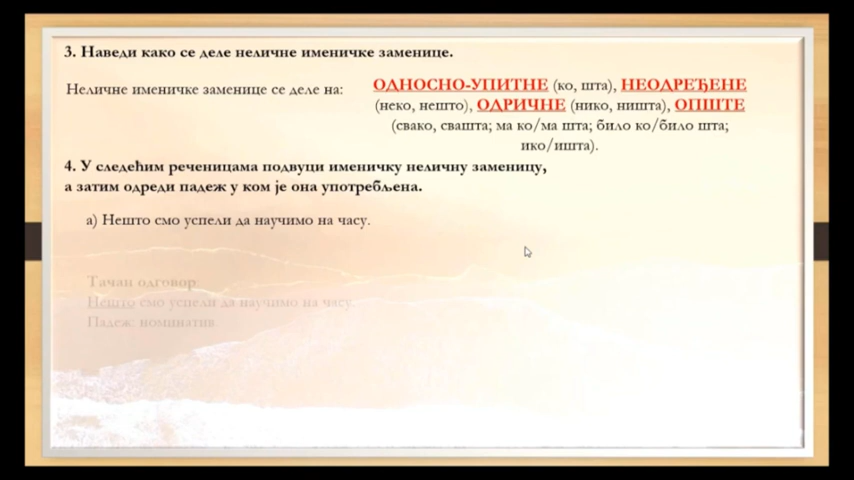 3. Наведи како се деле неличне именичке заменице.
Неличне именичке заменице се деле на:
ОДНОСНО-УПИТНЕ (ко, шта), НЕОДРЕЂЕНЕ
(неко, нешто), ОДРИЧНЕ (нико, ништа), ОПШТЕ
(свако, свашта; ма ко/ма шта; било ко/било шта;
ико/ишта).
4. У следећим реченицама подвуци именичку неличну заменицу,
а затим одреди падеж у ком је она употребљена.
а) Нешто смо успели да научимо на часу.
Тачан одговор
Нешто смо успели да научимо на часу.
Падеж: номинатив.